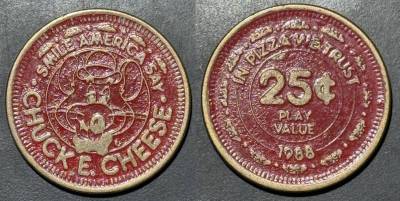 SMILE AMERICA SAY
CHUCK E. CHEESE
IN PIZZA WE TRUST
25¢
PLAY
VALUE
1988